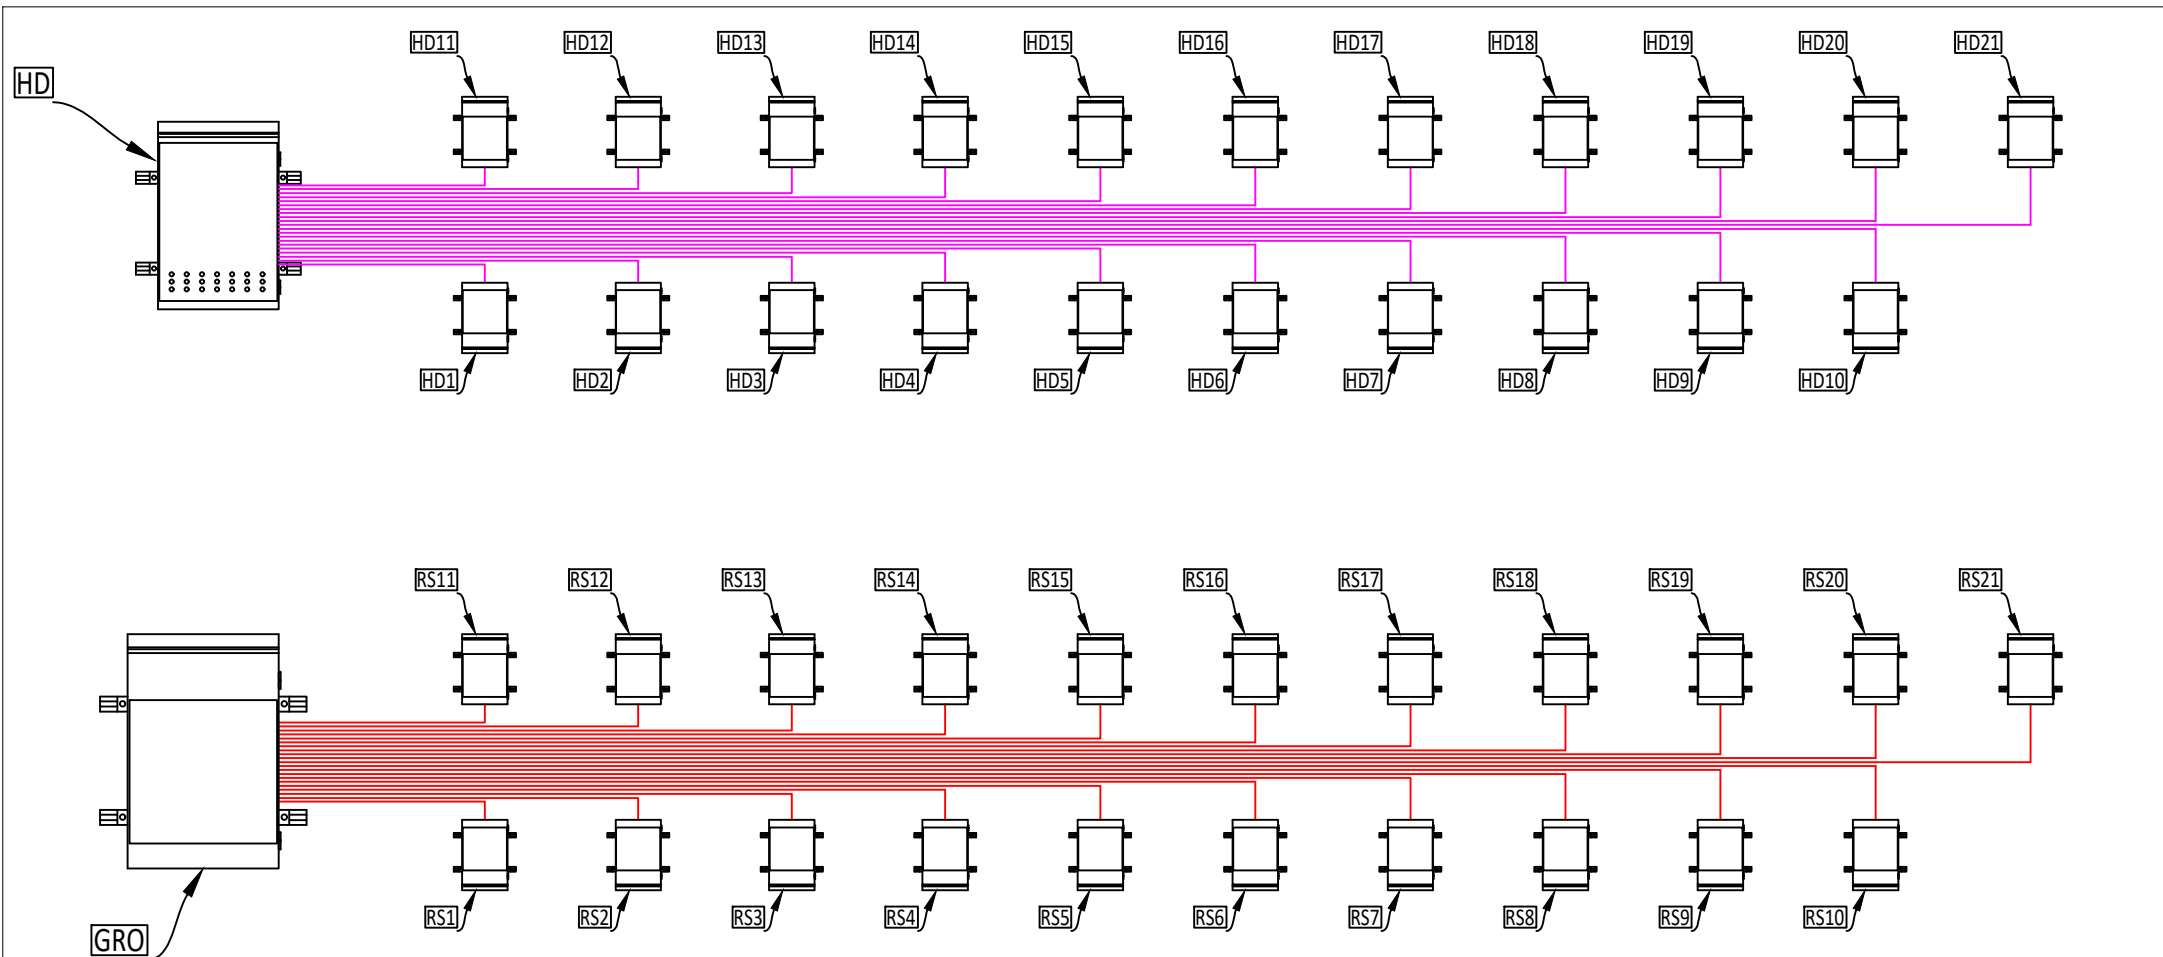 HD11 HD12 HD13 HD14 HD15 HD16 HD17 HD18 HD19 HD20 HD21
HD
HD1 HD2 HD3 HD4 HD5 HD6 HD7 HD8 HD9 HD10
RS11 RS12 RS13 RS14 RS15 RS16 RS17 RS18 RS19 RS20 RS21
RS1 RS2 RS3 RS4 RS5 RS6 RS7 RS8 RS9 RS10
GRO